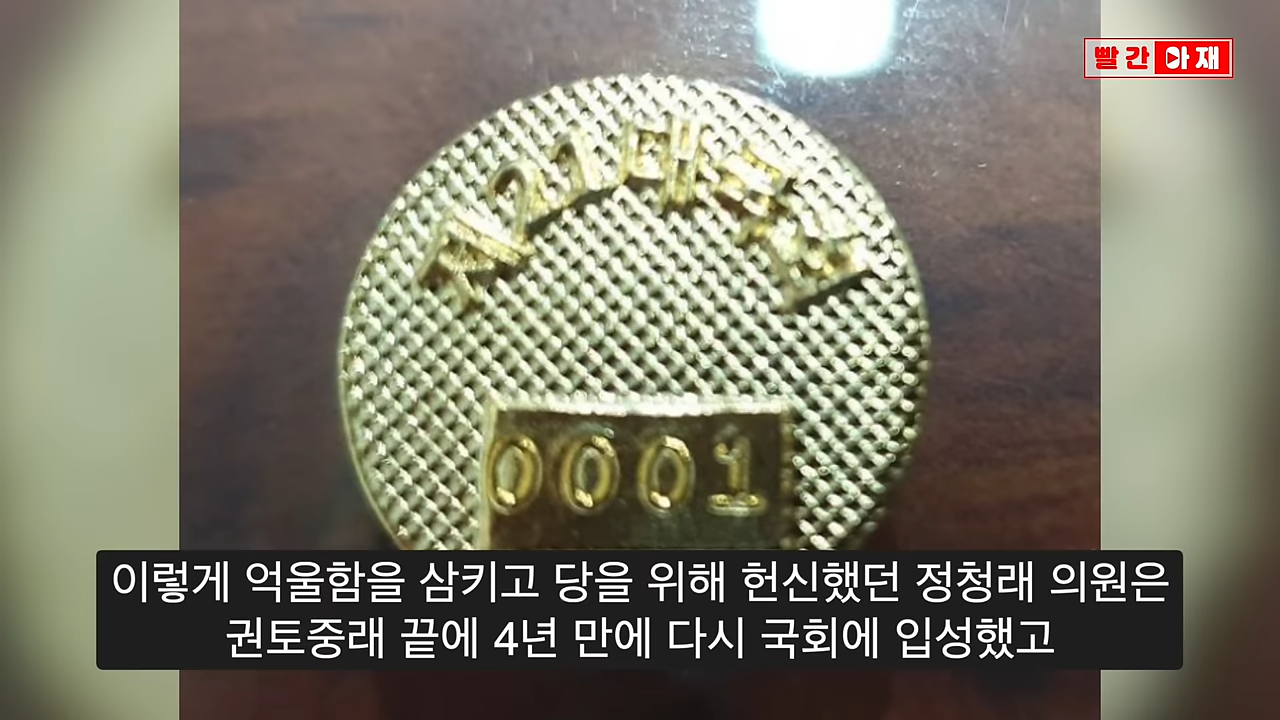 빨간아재
제21대국회
0001
이렇게 억울함을 삼키고 당을 위해 헌신했던 정청래 의원은
권토중래 끝에 4년 만에 다시 국회에 입성했고